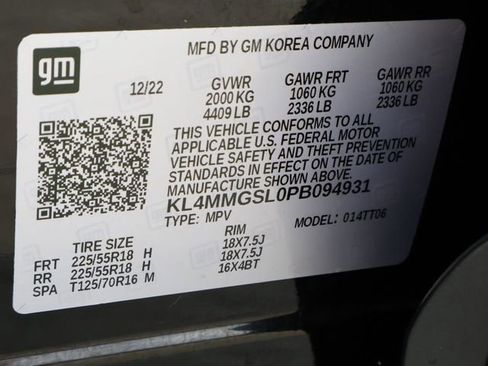 gm
MFD BY GM KOREA COMPANY
12/22 GVWR GAWR FRT GAWR RR
2000 KG 1060 KG 1060 KG
4409 LB 2336 LB 2336 LB
THIS VEHICLE CONFORMS TO ALL
APPLICABLE U.S. FEDERAL MOTOR
VEHICLE SAFETY AND THEFT PREVENTION
STANDARDS IN EFFECT ON THE DATE OF
MANUFACTURE SHOWN ABOVE.
KL4MMGSL0PB094931
TYPE: MPV MODEL: 014TT06
TIRE SIZE RIM
FRT 225/55R18 H 18X7.5J
RR 225/55R18 H 18X7.5J
SPA T125/70R16 M 16X4BT